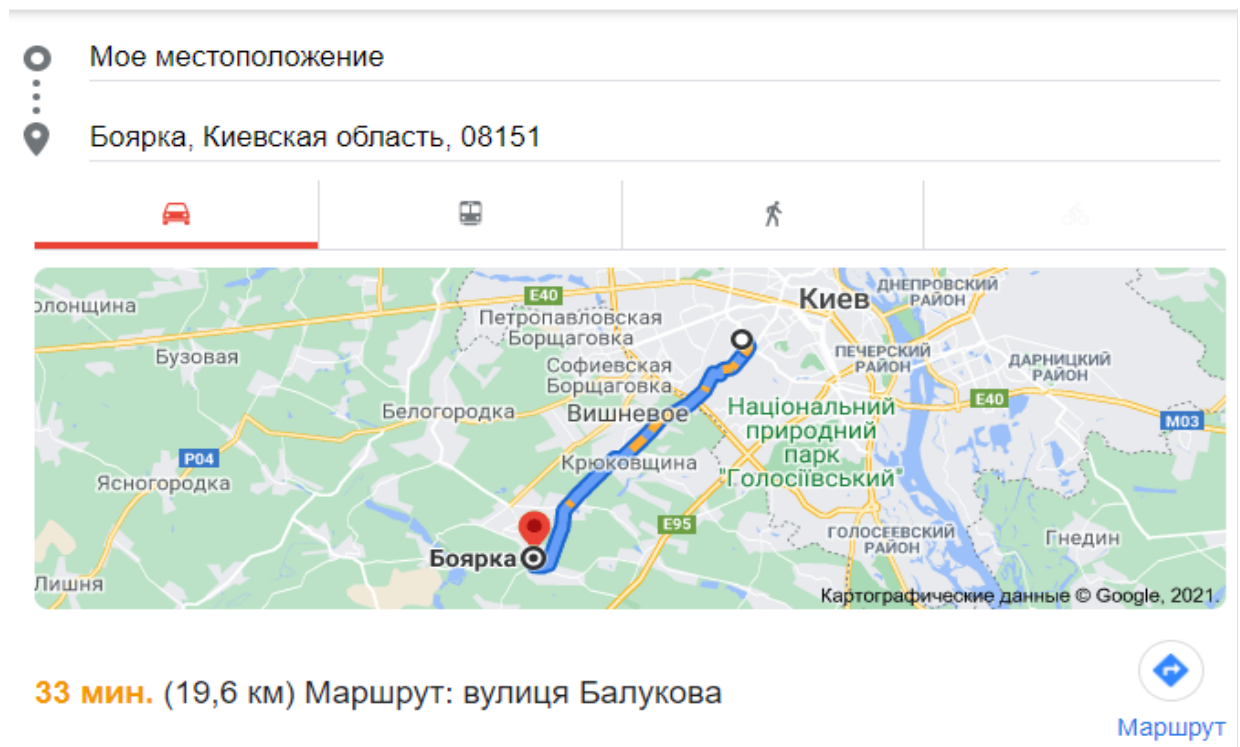 Мое местоположение
Боярка, Киевская область, 08151
E40
Киев
ДНЕПРОВСКИЙ
РАЙОН
олонщина
Петропавловская
Борщаговка
Бузовая
ПЕЧЕРСКИЙ
РАЙОН
ДАРНИЦКИЙ
РАЙОН
Софиевская
Борщаговка
Белогородка
Вишневое
Національний
природний
парк
"Голосіївський"
E40
M03
P04
Ясногородка
Крюковщина
E95
ГОЛОСЕЕВСКИЙ
РАЙОН
Гнедин
Боярка
Лишня
Картографические данные © Google, 2021.
33 мин. (19,6 км) Маршрут: вулиця Балукова
Маршрут